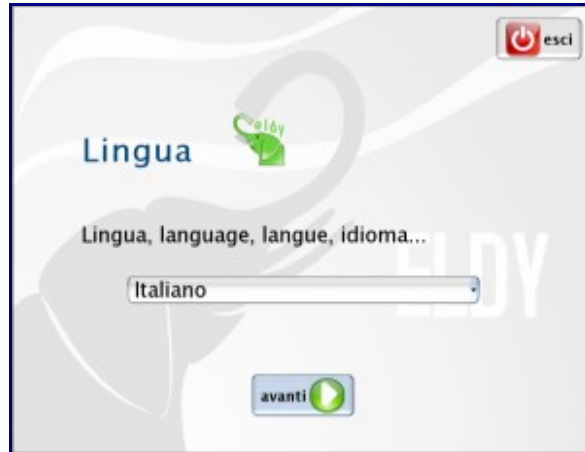 esci
eldy
Lingua
Lingua, language, langue, idioma...
ELDY
Italiano
avanti